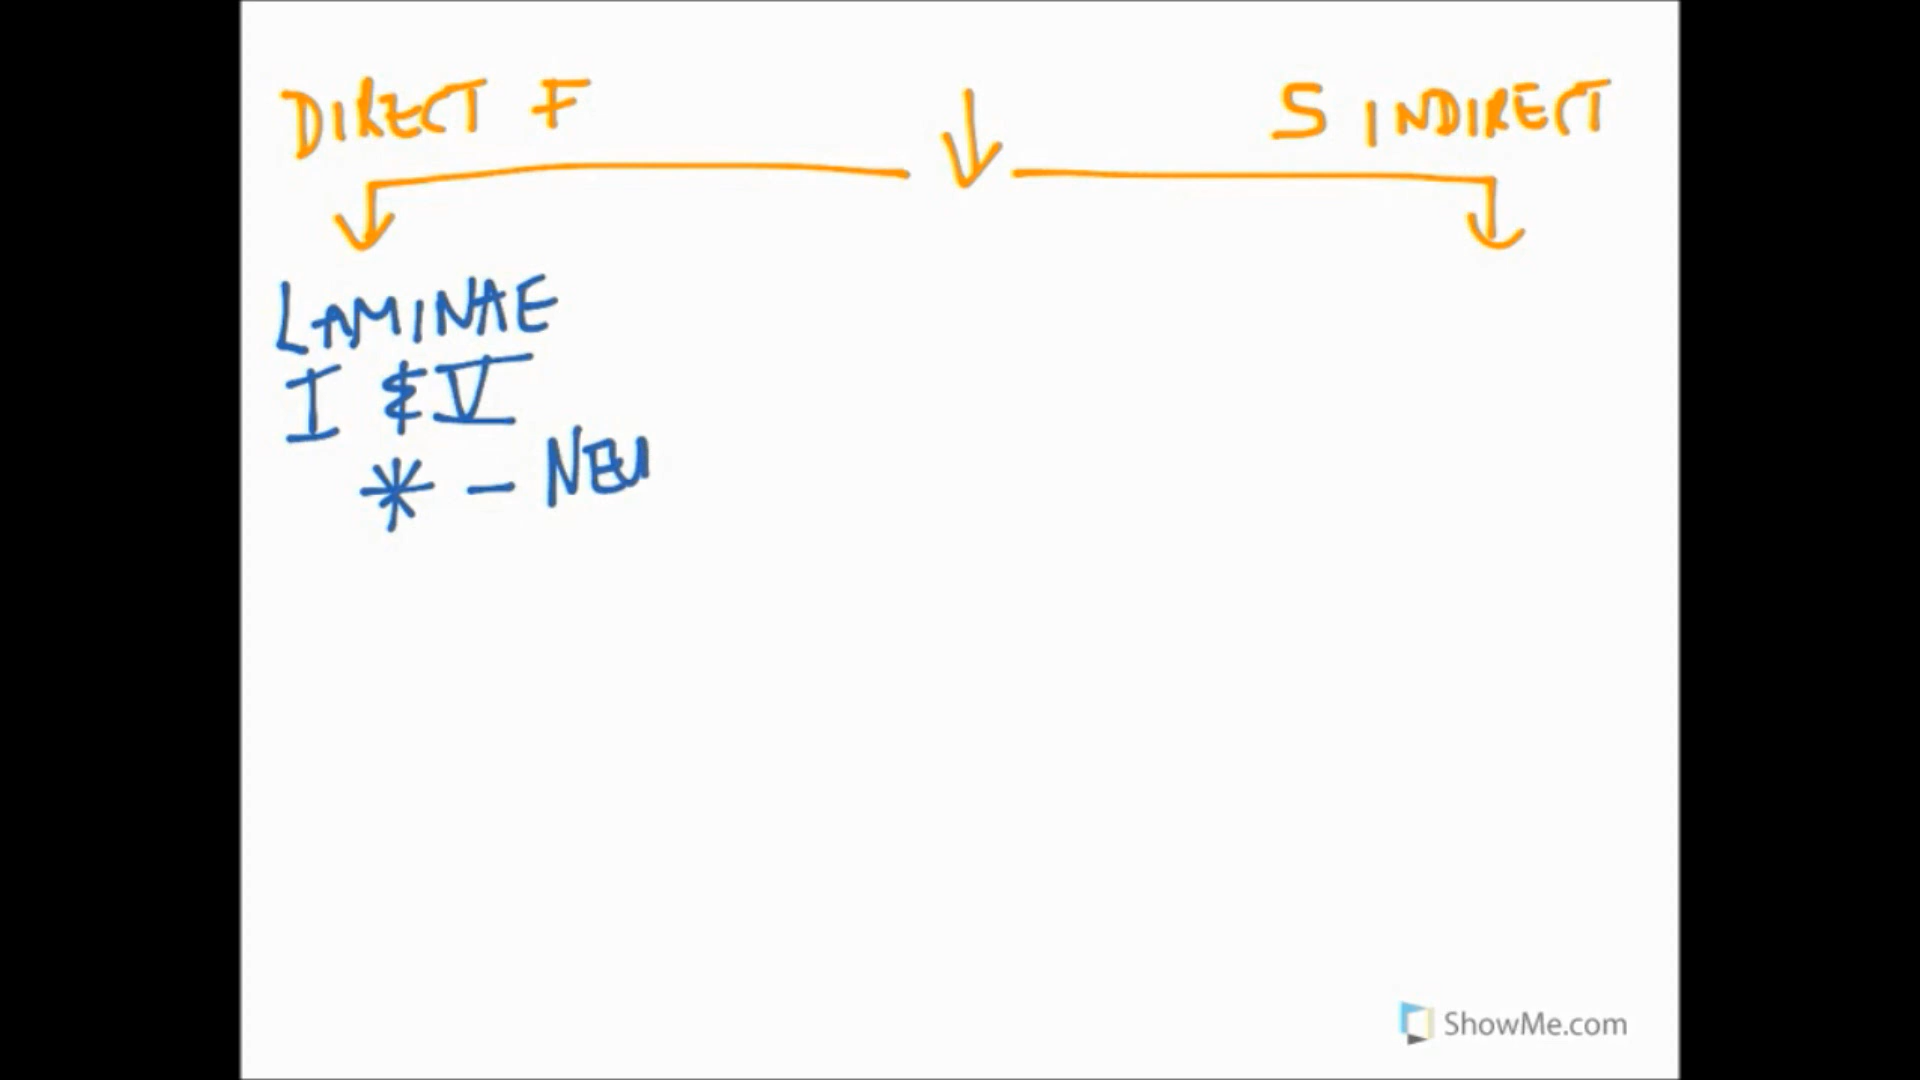 DIRECT F
S INDIRECT
LAMINAE
I & V
* - NEU
ShowMe.com